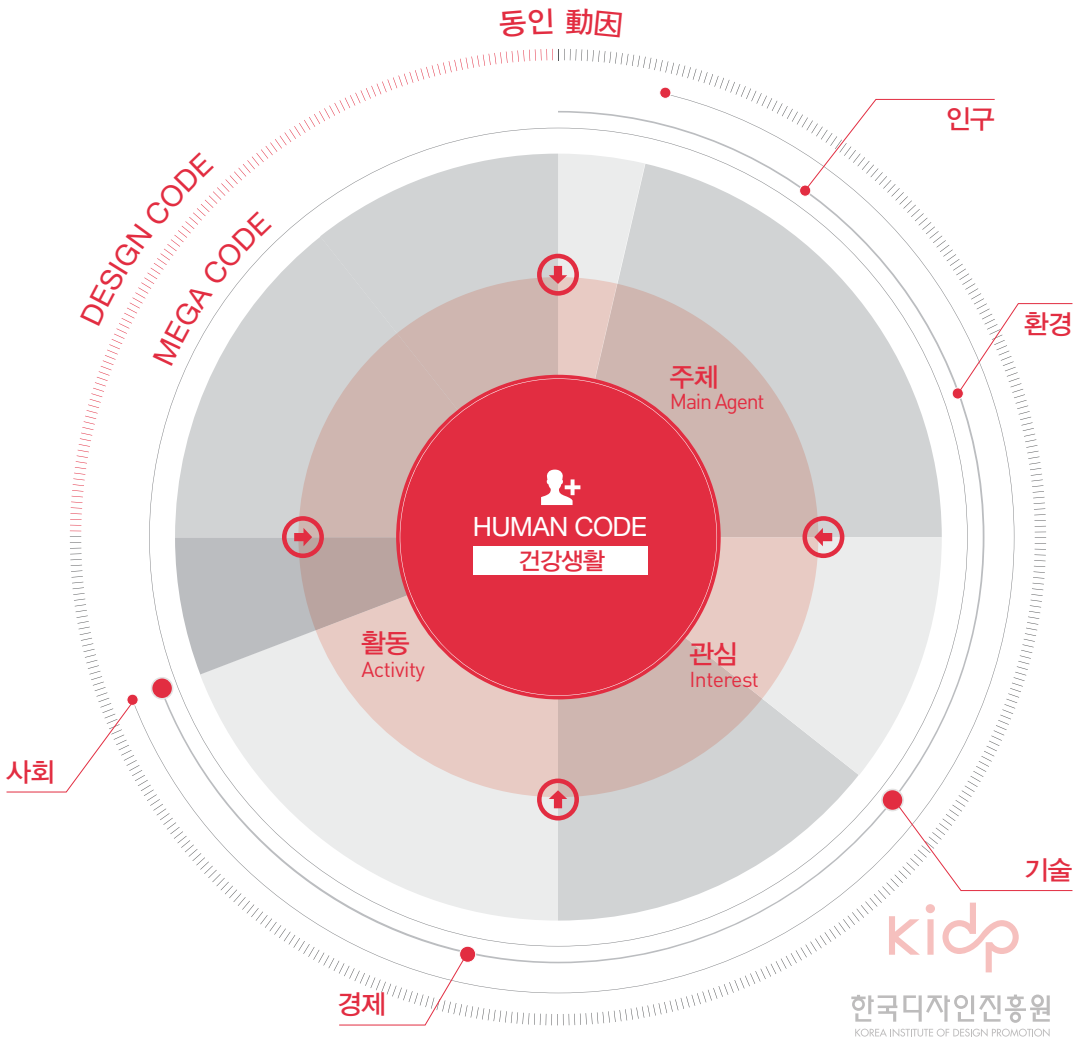 동인 動因
인구
DESIGN CODE
MEGA CODE
환경
주체
Main Agent
HUMAN CODE
건강생활
활동
Activity
관심
Interest
사회
기술
경제
kidp
한국디자인진흥원
KOREA INSTITUTE OF DESIGN PROMOTION